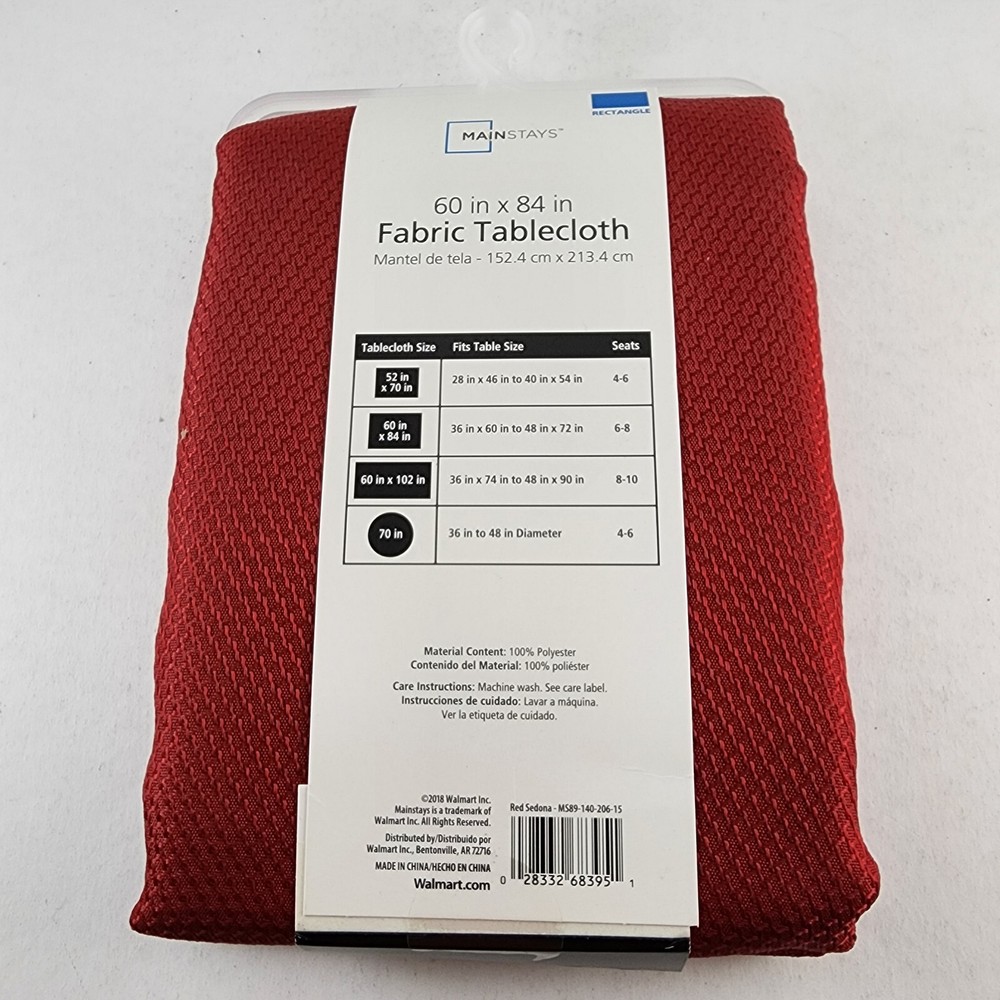 RECTANGLE
MAINSTAYS™
60 in x 84 in
Fabric Tablecloth
Mantel de tela - 152.4 cm x 213.4 cm
Tablecloth Size Fits Table Size Seats
52 in
x 70 in
28 in x 46 in to 40 in x 54 in 4-6
60 in
x 84 in
36 in x 60 in to 48 in x 72 in 6-8
60 in x 102 in 36 in x 74 in to 48 in x 90 in 8-10
70 in 36 in to 48 in Diameter 4-6
Material Content: 100% Polyester
Contenido del Material: 100% poliéster
Care Instructions: Machine wash. See care label.
Instrucciones de cuidado: Lavar a máquina.
Ver la etiqueta de cuidado.
©2018 Walmart Inc.
Mainstays is a trademark of
Walmart Inc. All Rights Reserved.
Distributed by/Distribuido por
Walmart Inc., Bentonville, AR 72716
MADE IN CHINA/HECHO EN CHINA
Walmart.com
Red Sedona - MS89-140-206-15
0 28332 68395 1